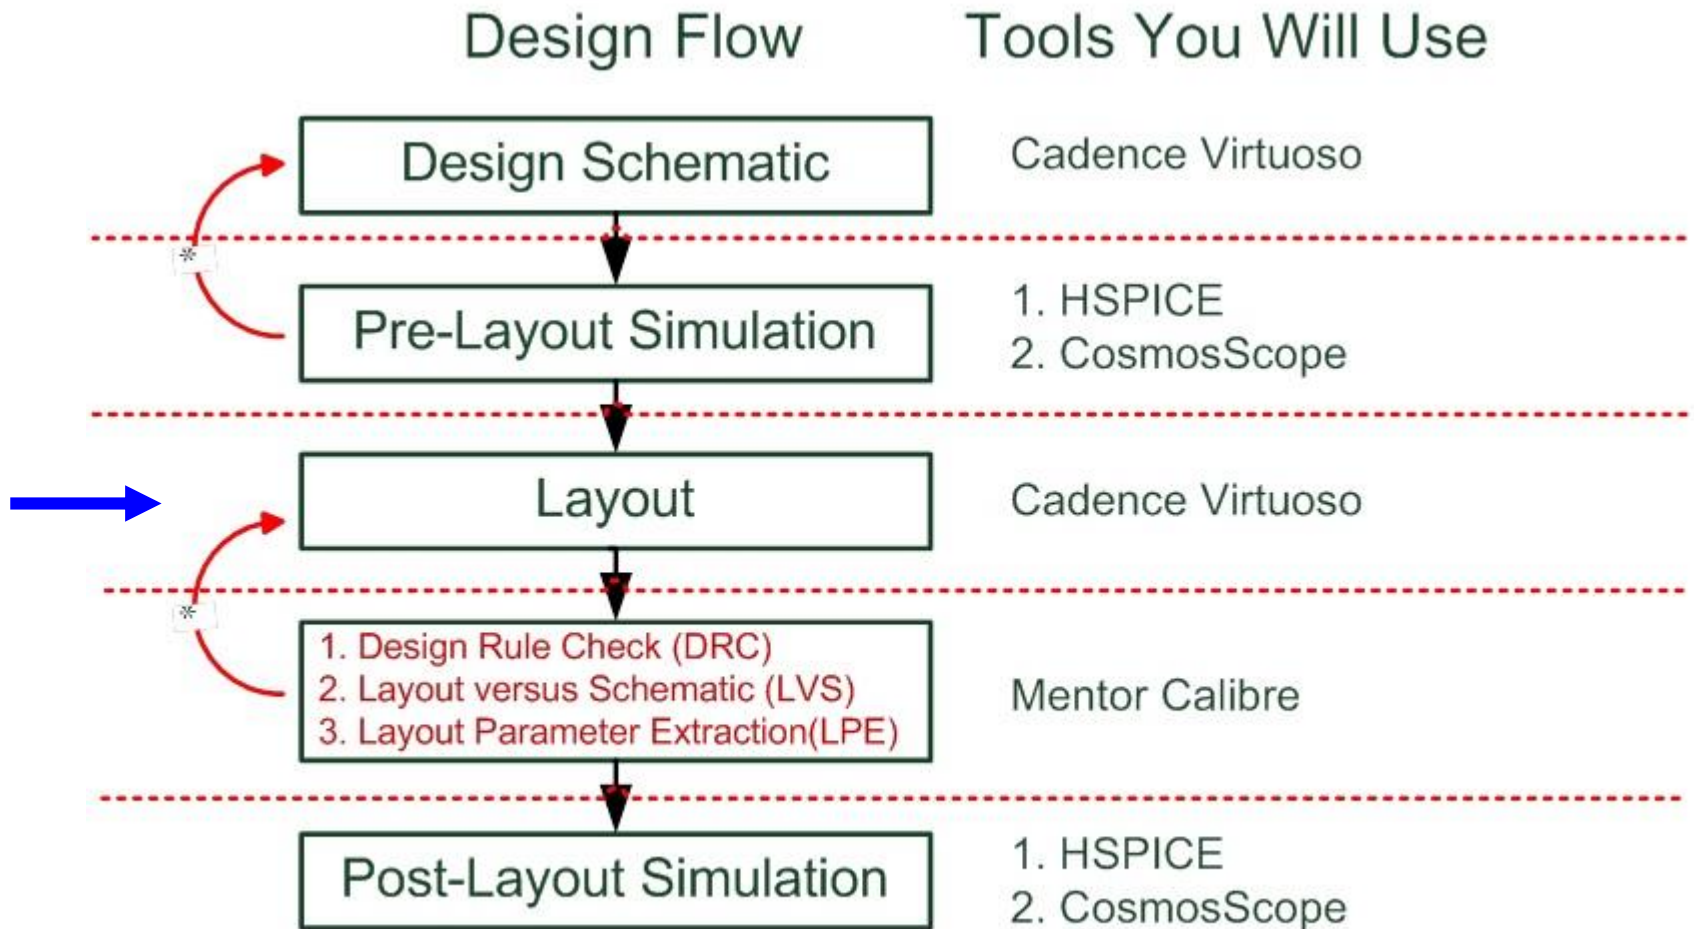 Design Flow
Tools You Will Use
Design Schematic
Cadence Virtuoso
*
Pre-Layout Simulation
1. HSPICE
2. CosmosScope
Layout
Cadence Virtuoso
*
1. Design Rule Check (DRC)
2. Layout versus Schematic (LVS)
3. Layout Parameter Extraction(LPE)
Mentor Calibre
Post-Layout Simulation
1. HSPICE
2. CosmosScope